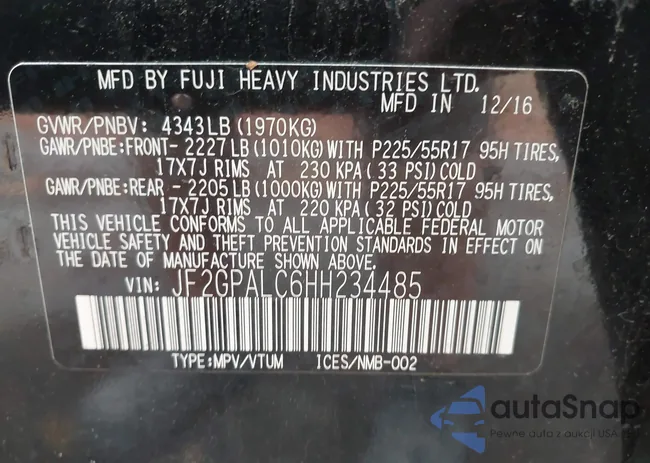 MFD BY FUJI HEAVY INDUSTRIES LTD.
MFD IN 12/16
GVWR/PNBV: 4343LB(1970KG)
GAWR/PNBE:FRONT-2227LB(1010KG)WITH P225/55R17 95H TIRES,
17X7J RIMS AT 230 KPA(33 PSI)COLD
GAWR/PNBE:REAR -2205LB(1000KG)WITH P225/55R17 95H TIRES,
17X7J RIMS AT 220 KPA(32 PSI)COLD
THIS VEHICLE CONFORMS TO ALL APPLICABLE FEDERAL MOTOR
VEHICLE SAFETY AND THEFT PREVENTION STANDARDS IN EFFECT ON
THE DATE OF MANUFACTURE SHOWN ABOVE.
VIN: JF2GPALC6HH234485
TYPE:MPV/VTUM ICES/NMB-002
autaSnap
Pewne auta z aukcji USA